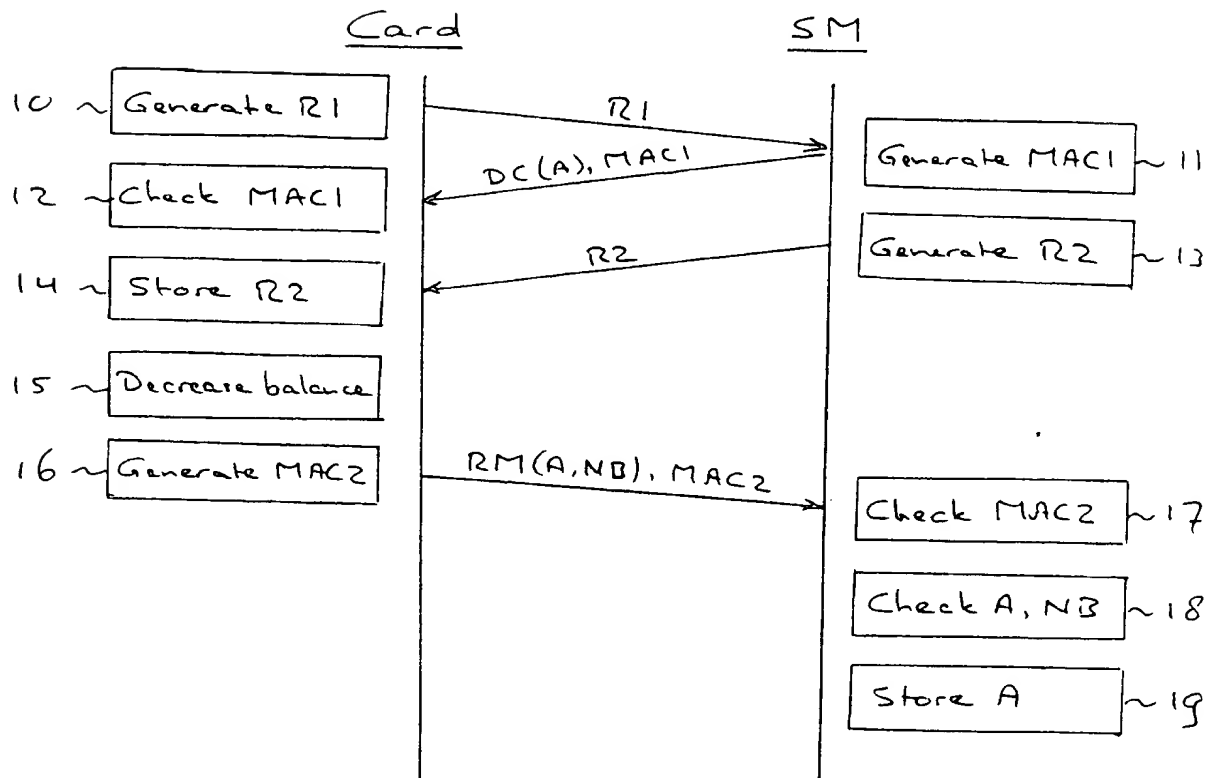 Card
SM
10 Generate R1
R1
Generate MAC1 11
DC(A), MAC1
12 Check MAC1
R2
Generate R2 13
14 Store R2
15 Decrease balance
16 Generate MAC2
RM(A,NB), MAC2
Check MAC2 17
Check A, NB 18
Store A 19